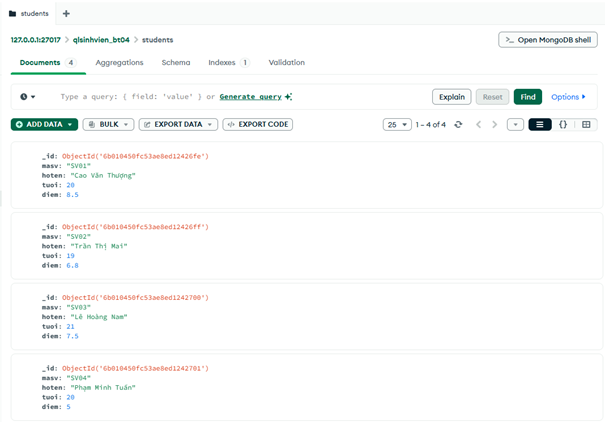 students
127.0.0.1:27017 > qlsinhvien_bt04 > students
>_ Open MongoDB shell
Documents 4 Aggregations Schema Indexes 1 Validation
Type a query: { field: 'value' } or Generate query
Explain Reset Find Options
ADD DATA BULK EXPORT DATA EXPORT CODE
25 1 – 4 of 4
_id: ObjectId('6b010450fc53ae8ed12426fe')
masv: "SV01"
hoten: "Cao Văn Thượng"
tuoi: 20
diem: 8.5
_id: ObjectId('6b010450fc53ae8ed12426ff')
masv: "SV02"
hoten: "Trần Thị Mai"
tuoi: 19
diem: 6.8
_id: ObjectId('6b010450fc53ae8ed1242700')
masv: "SV03"
hoten: "Lê Hoàng Nam"
tuoi: 21
diem: 7.5
_id: ObjectId('6b010450fc53ae8ed1242701')
masv: "SV04"
hoten: "Phạm Minh Tuấn"
tuoi: 20
diem: 5